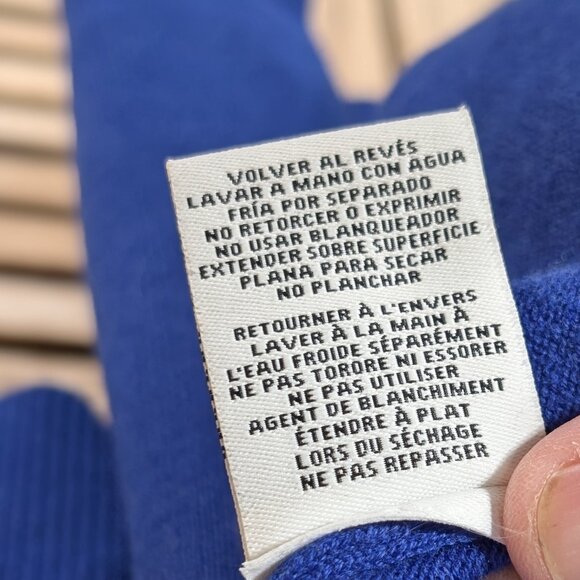 VOLVER AL REVÉS
LAVAR A MANO CON AGUA
FRÍA POR SEPARADO
NO RETORCER O EXPRIMIR
NO USAR BLANQUEADOR
EXTENDER SOBRE SUPERFICIE
PLANA PARA SECAR
NO PLANCHAR
RETOURNER À L'ENVERS
LAVER À LA MAIN À
L'EAU FROIDE SÉPARÉMENT
NE PAS TORORE NI ESSORER
NE PAS UTILISER
AGENT DE BLANCHIMENT
ÉTENDRE À PLAT
LORS DU SÉCHAGE
NE PAS REPASSER